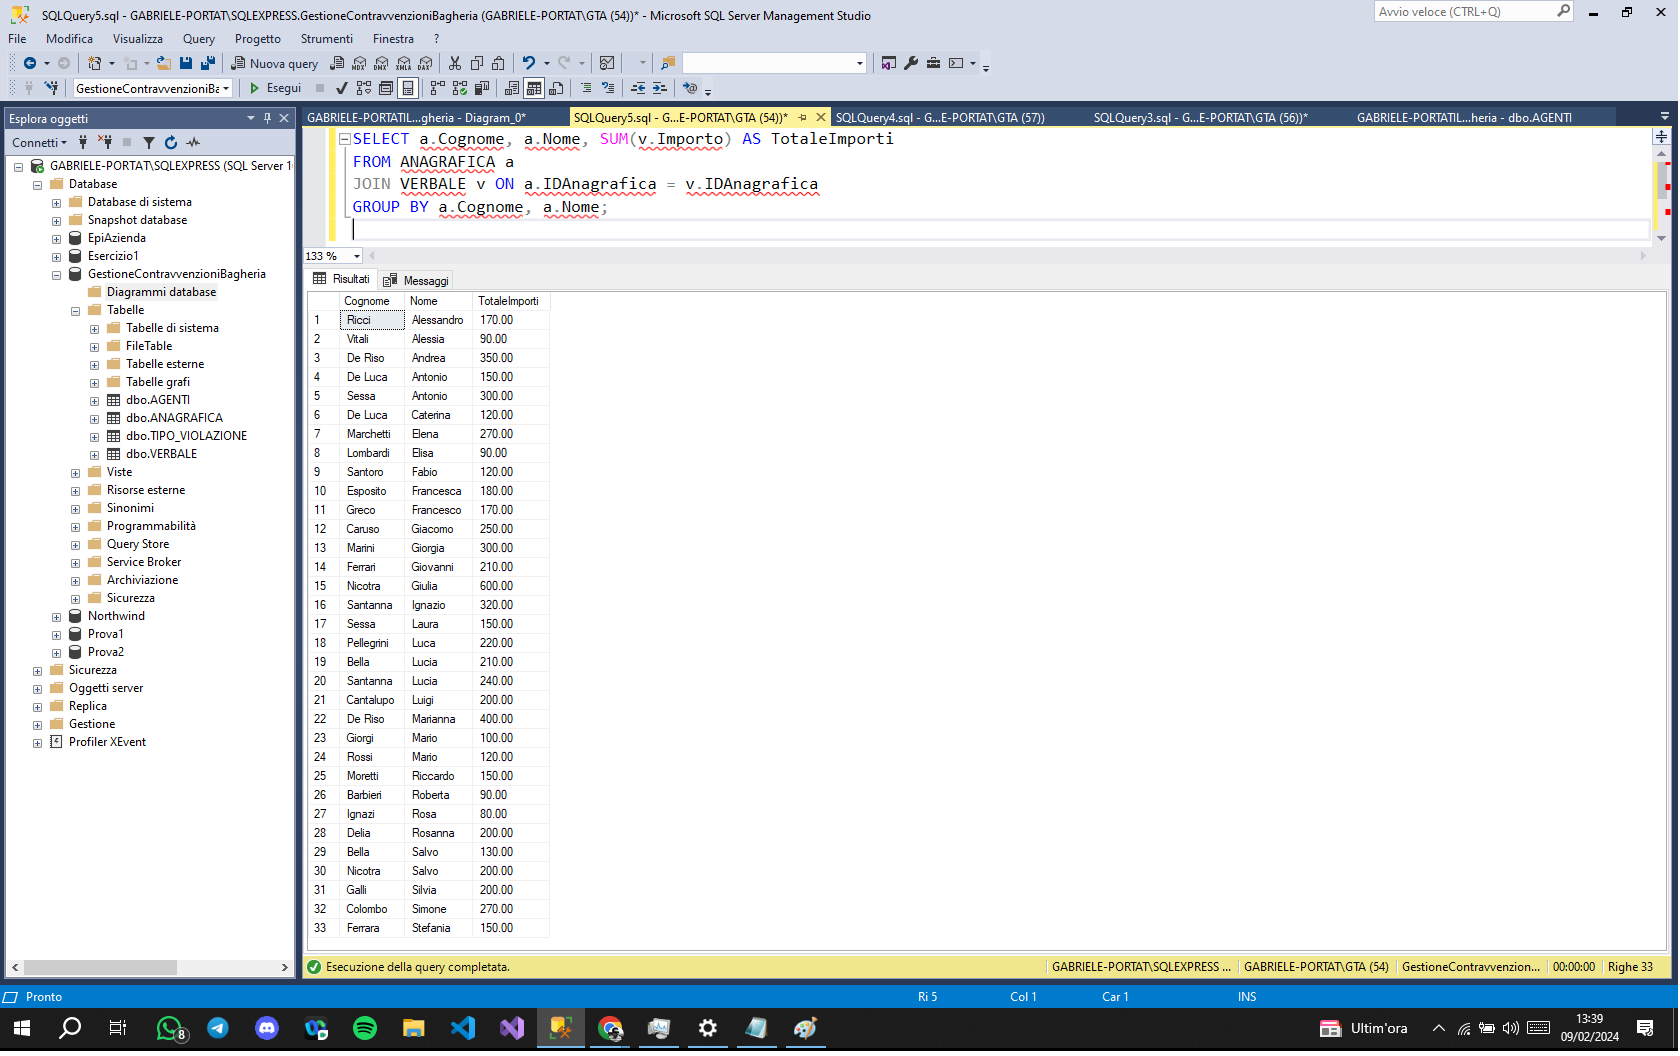 SQLQuery5.sql - GABRIELE-PORTAT\SQLEXPRESS.GestioneContravvenzioniBagheria (GABRIELE-PORTAT\GTA (54))* - Microsoft SQL Server Management Studio
Avvio veloce (CTRL+Q)
File Modifica Visualizza Query Progetto Strumenti Finestra ?
Nuova query MDX DMX XMLA DAX
GestioneContravvenzioniBa Esegui
Esplora oggetti
GABRIELE-PORTATIL...gheria - Diagram_0* SQLQuery5.sql - G...E-PORTAT\GTA (54))* SQLQuery4.sql - G...E-PORTAT\GTA (57)) SQLQuery3.sql - G...E-PORTAT\GTA (56))* GABRIELE-PORTATIL...heria - dbo.AGENTI
Connetti
GABRIELE-PORTAT\SQLEXPRESS (SQL Server 1
Database
Database di sistema
Snapshot database
EpiAzienda
Esercizio1
GestioneContravvenzioniBagheria
Diagrammi database
Tabelle
Tabelle di sistema
FileTable
Tabelle esterne
Tabelle grafi
dbo.AGENTI
dbo.ANAGRAFICA
dbo.TIPO_VIOLAZIONE
dbo.VERBALE
Viste
Risorse esterne
Sinonimi
Programmabilità
Query Store
Service Broker
Archiviazione
Sicurezza
Northwind
Prova1
Prova2
Sicurezza
Oggetti server
Replica
Gestione
Profiler XEvent
SELECT a.Cognome, a.Nome, SUM(v.Importo) AS TotaleImporti
FROM ANAGRAFICA a
JOIN VERBALE v ON a.IDAnagrafica = v.IDAnagrafica
GROUP BY a.Cognome, a.Nome;
133 %
Risultati Messaggi
Cognome Nome TotaleImporti
1 Ricci Alessandro 170.00
2 Vitali Alessia 90.00
3 De Riso Andrea 350.00
4 De Luca Antonio 150.00
5 Sessa Antonio 300.00
6 De Luca Caterina 120.00
7 Marchetti Elena 270.00
8 Lombardi Elisa 90.00
9 Santoro Fabio 120.00
10 Esposito Francesca 180.00
11 Greco Francesco 170.00
12 Caruso Giacomo 250.00
13 Marini Giorgia 300.00
14 Ferrari Giovanni 210.00
15 Nicotra Giulia 600.00
16 Santanna Ignazio 320.00
17 Sessa Laura 150.00
18 Pellegrini Luca 220.00
19 Bella Lucia 210.00
20 Santanna Lucia 240.00
21 Cantalupo Luigi 200.00
22 De Riso Marianna 400.00
23 Giorgi Mario 100.00
24 Rossi Mario 120.00
25 Moretti Riccardo 150.00
26 Barbieri Roberta 90.00
27 Ignazi Rosa 80.00
28 Delia Rosanna 200.00
29 Bella Salvo 130.00
30 Nicotra Salvo 200.00
31 Galli Silvia 200.00
32 Colombo Simone 270.00
33 Ferrara Stefania 150.00
Esecuzione della query completata. GABRIELE-PORTAT\SQLEXPRESS ... GABRIELE-PORTAT\GTA (54) GestioneContravvenzion... 00:00:00 Righe 33
Pronto Ri 5 Col 1 Car 1 INS
8 Ultim'ora 13:39
09/02/2024